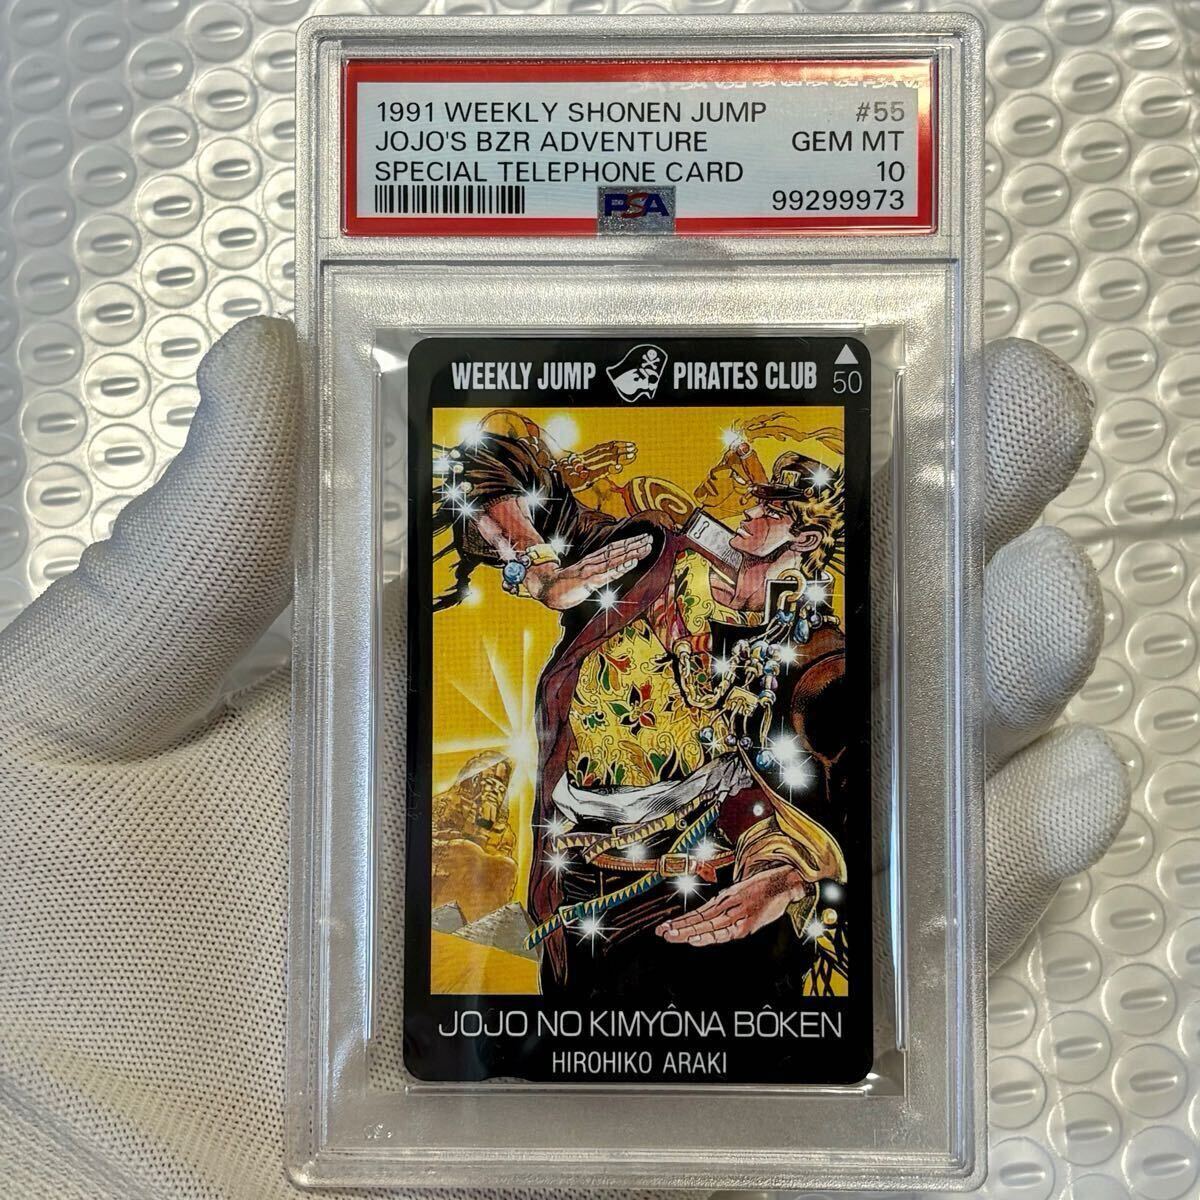 1991 WEEKLY SHONEN JUMP #55
JOJO'S BZR ADVENTURE GEM MT
SPECIAL TELEPHONE CARD 10
PSA 99299973
WEEKLY JUMP PIRATES CLUB
50
JOJO NO KIMYÔNA BÔKEN
HIROHIKO ARAKI